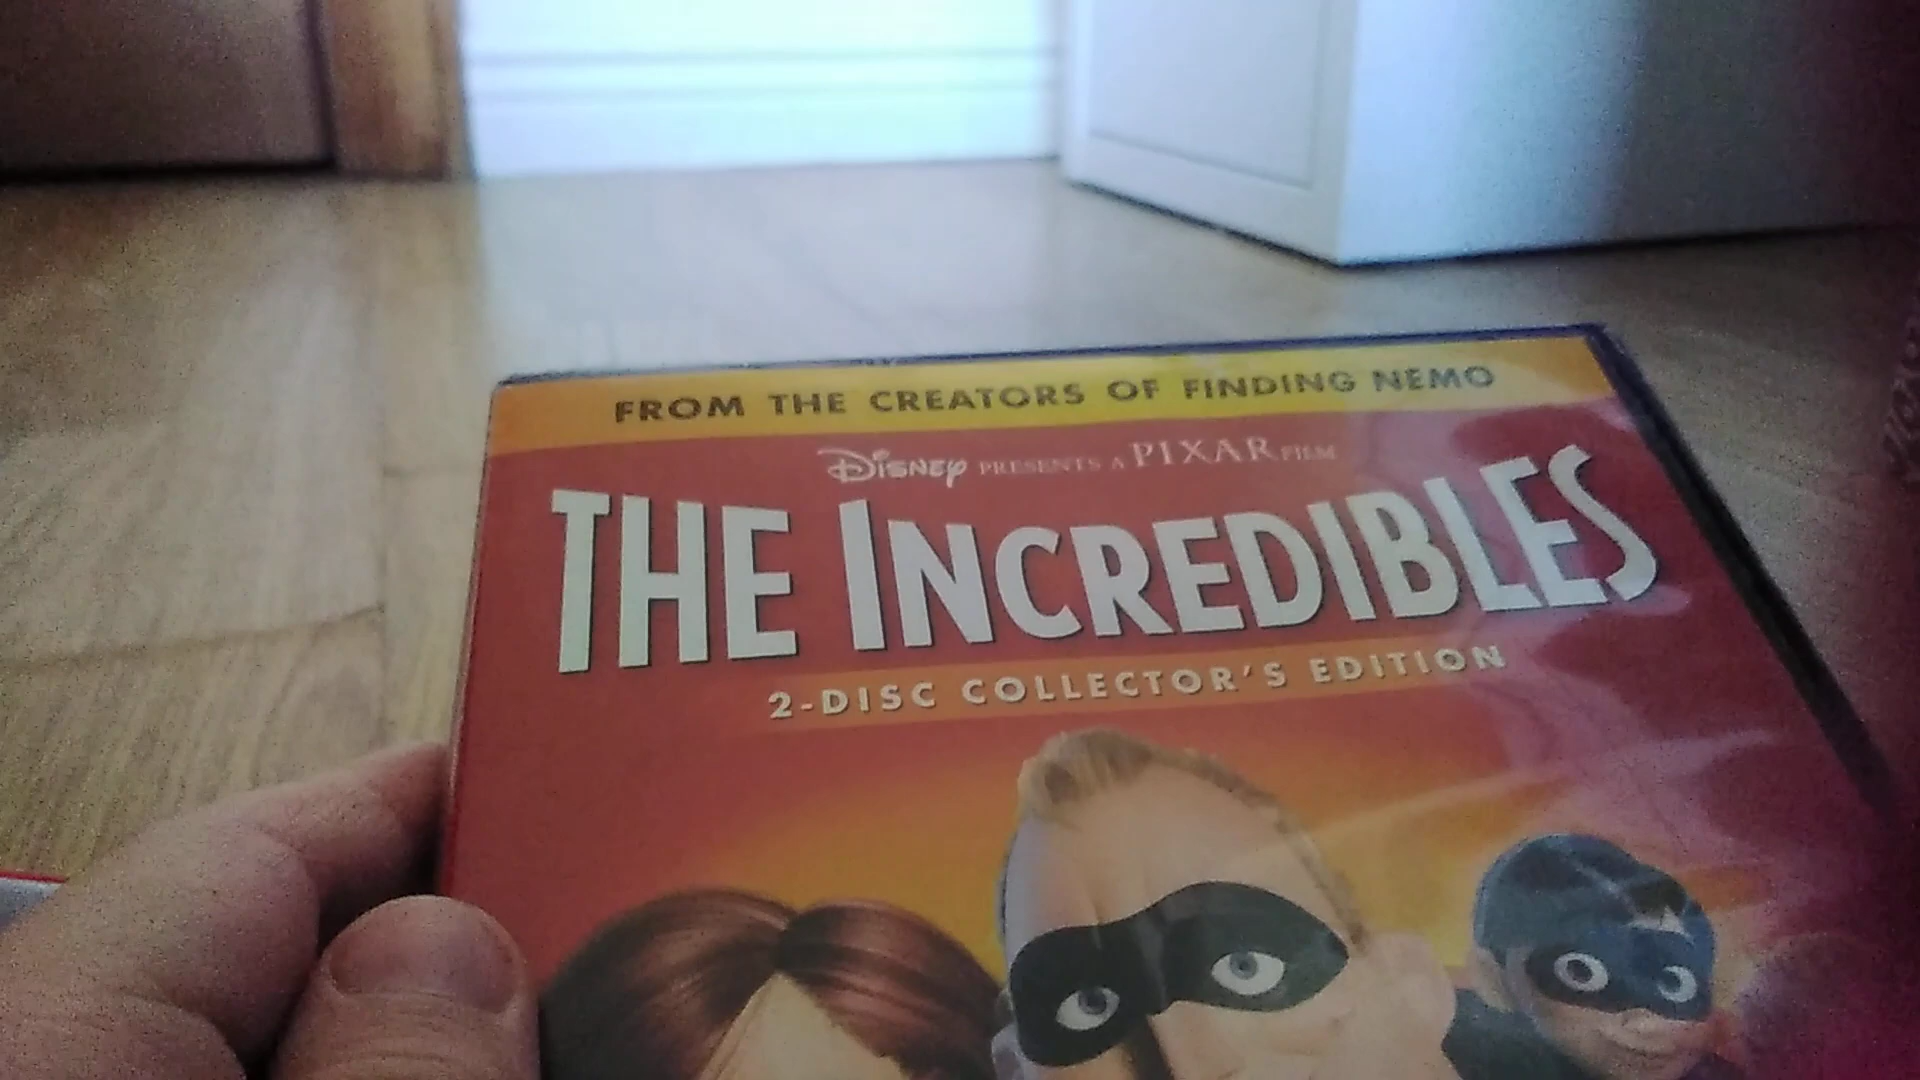 FROM THE CREATORS OF FINDING NEMO
DISNEY PRESENTS A PIXAR FILM
THE INCREDIBLES
2-DISC COLLECTOR'S EDITION